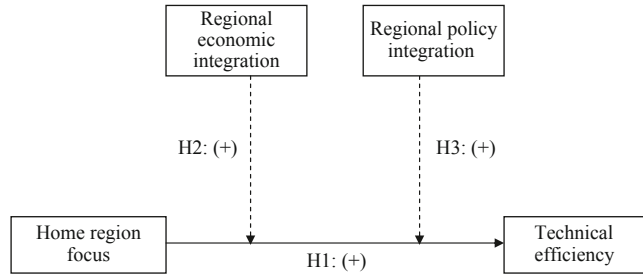 Regional
economic
integration
Regional policy
integration
H2: (+)
H3: (+)
Home region
focus
H1: (+)
Technical
efficiency